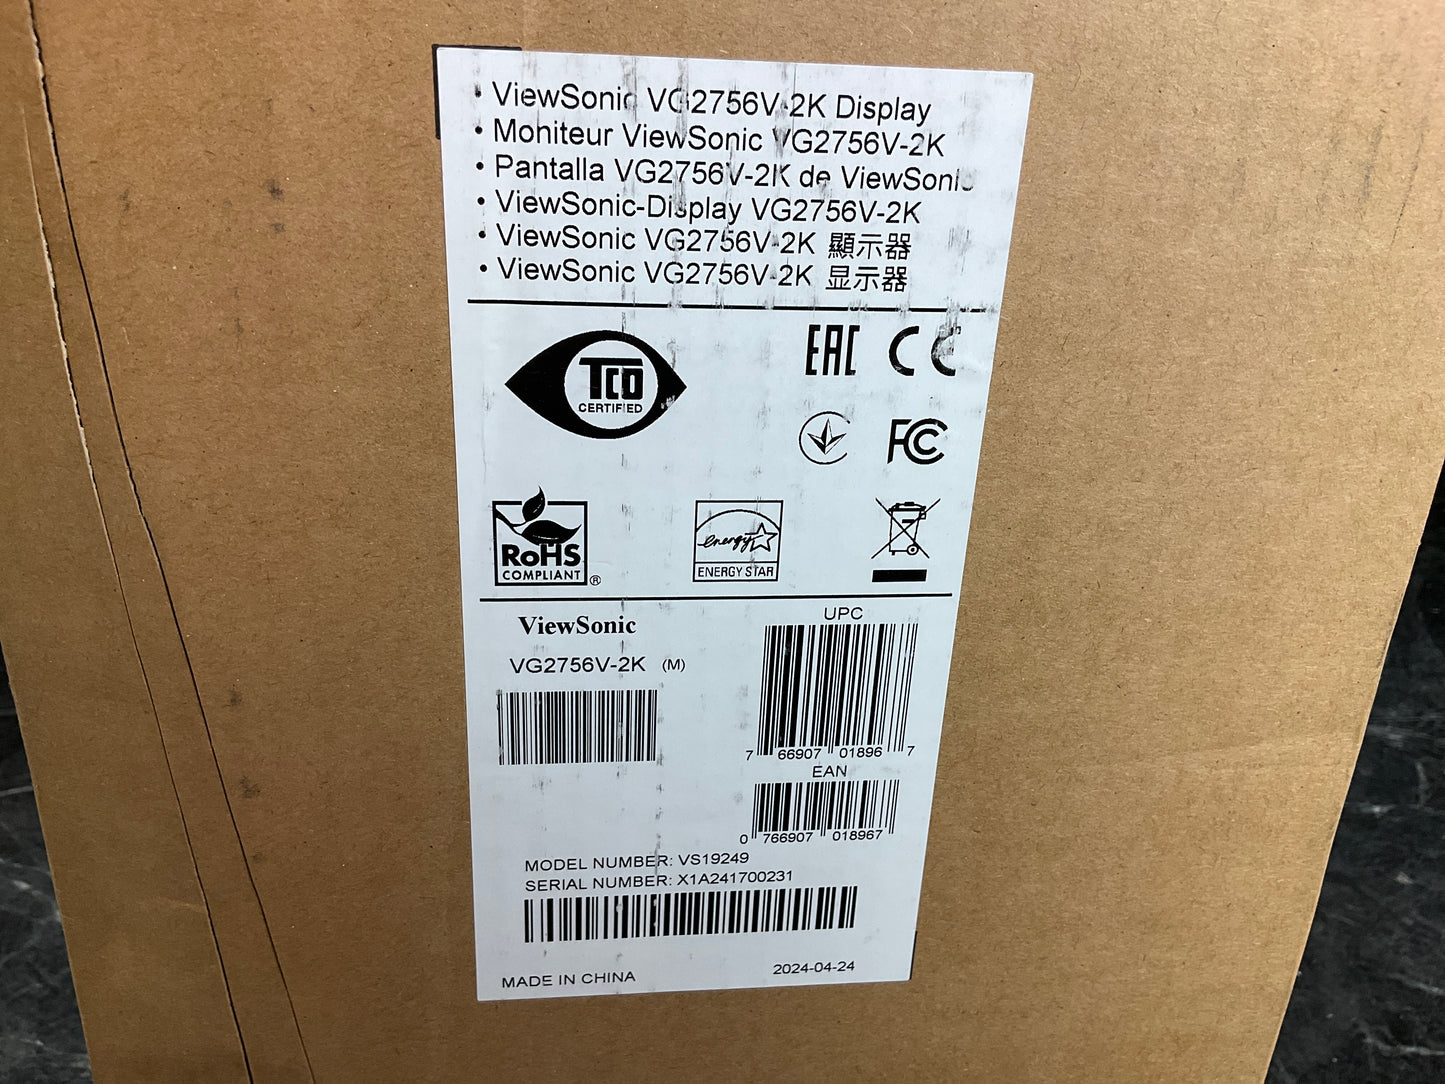 • ViewSonic VG2756V-2K Display
• Moniteur ViewSonic VG2756V-2K
• Pantalla VG2756V-2K de ViewSonic
• ViewSonic-Display VG2756V-2K
• ViewSonic VG2756V-2K 顯示器
• ViewSonic VG2756V-2K 显示器
TCO
CERTIFIED
EAC CE
FC
RoHS
COMPLIANT ®
energy
ENERGY STAR
ViewSonic
VG2756V-2K (M)
UPC
7 66907 01896 7
EAN
0 766907 018967
MODEL NUMBER: VS19249
SERIAL NUMBER: X1A241700231
MADE IN CHINA
2024-04-24